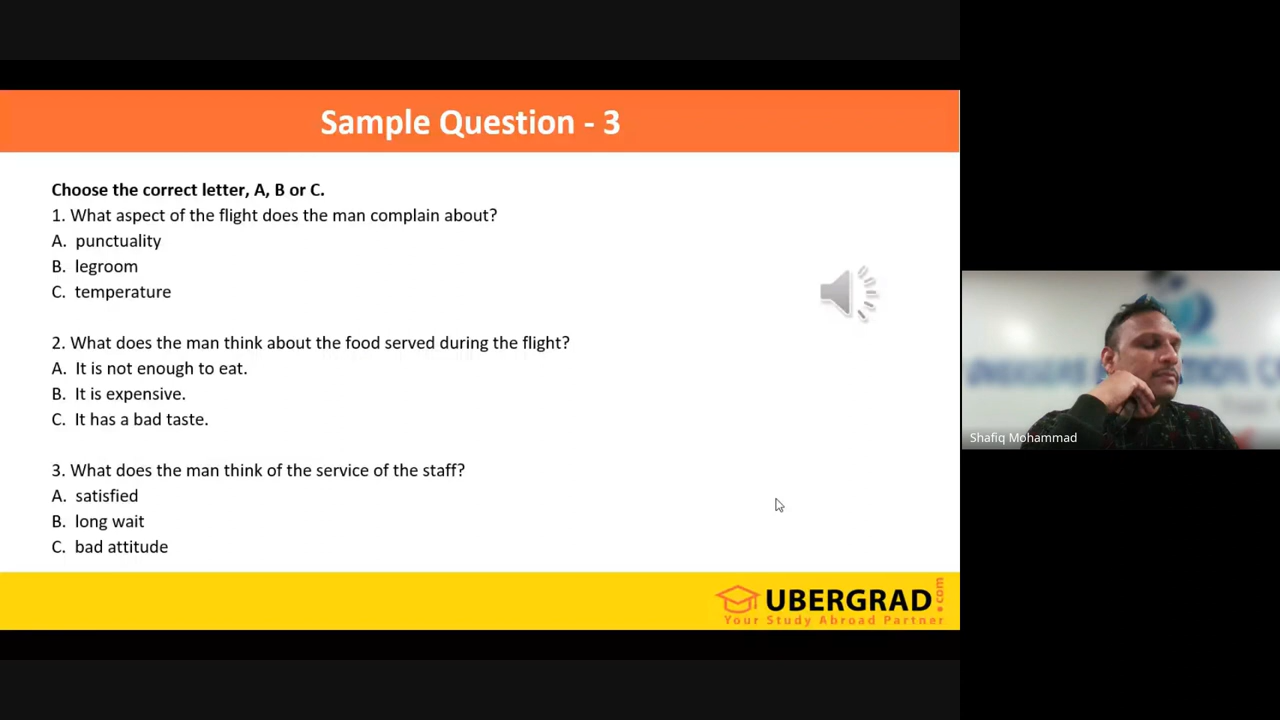 Sample Question - 3
Choose the correct letter, A, B or C.
1. What aspect of the flight does the man complain about?
A. punctuality
B. legroom
C. temperature
2. What does the man think about the food served during the flight?
A. It is not enough to eat.
B. It is expensive.
C. It has a bad taste.
3. What does the man think of the service of the staff?
A. satisfied
B. long wait
C. bad attitude
UBERGRAD.com
Your Study Abroad Partner
Shafiq Mohammad